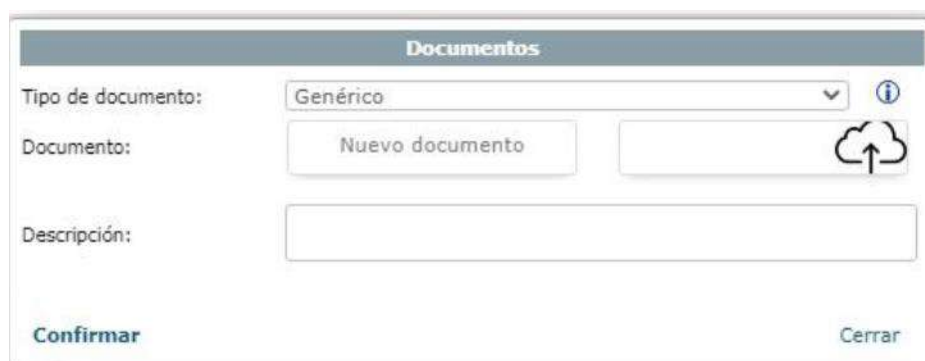 Documentos
Tipo de documento: Genérico
Documento: Nuevo documento
Descripción:
Confirmar Cerrar